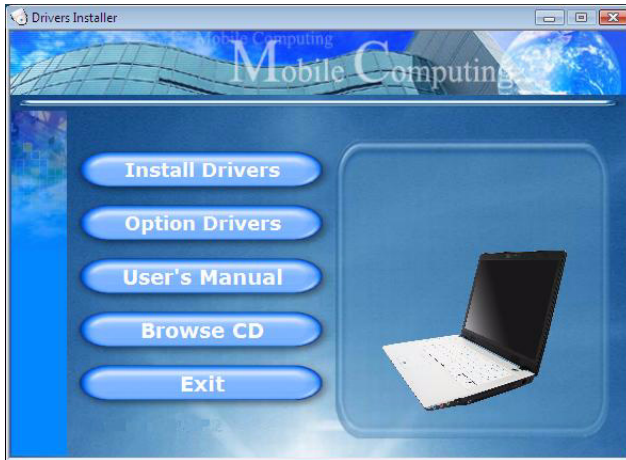 Drivers Installer
Mobile Computing
Mobile Computing
Install Drivers
Option Drivers
User's Manual
Browse CD
Exit